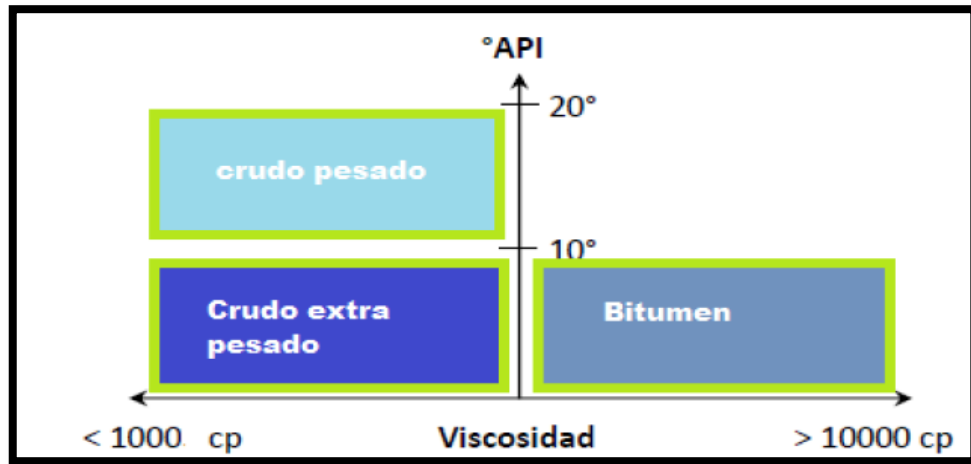 °API
20°
crudo pesado
10°
Crudo extra
pesado
Bitumen
< 1000. cp
Viscosidad
> 10000 cp